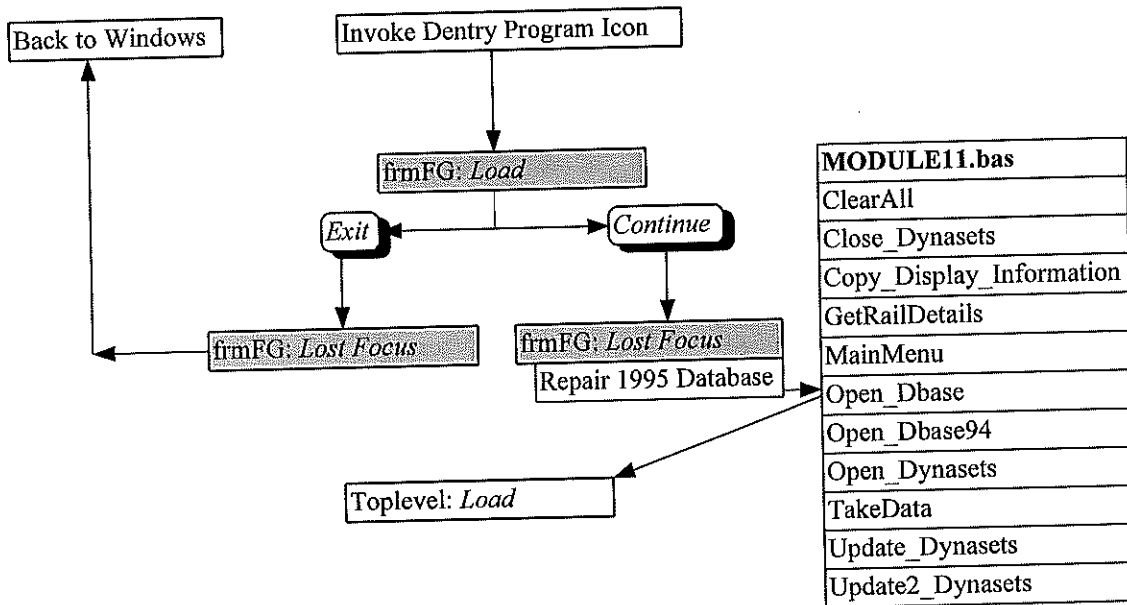 Back to Windows
Invoke Dentry Program Icon
frmFG: Load
Exit
Continue
frmFG: Lost Focus
frmFG: Lost Focus
Repair 1995 Database
Toplevel: Load
MODULE11.bas
ClearAll
Close_Dynasets
Copy_Display_Information
GetRailDetails
MainMenu
Open_Dbase
Open_Dbase94
Open_Dynasets
TakeData
Update_Dynasets
Update2_Dynasets